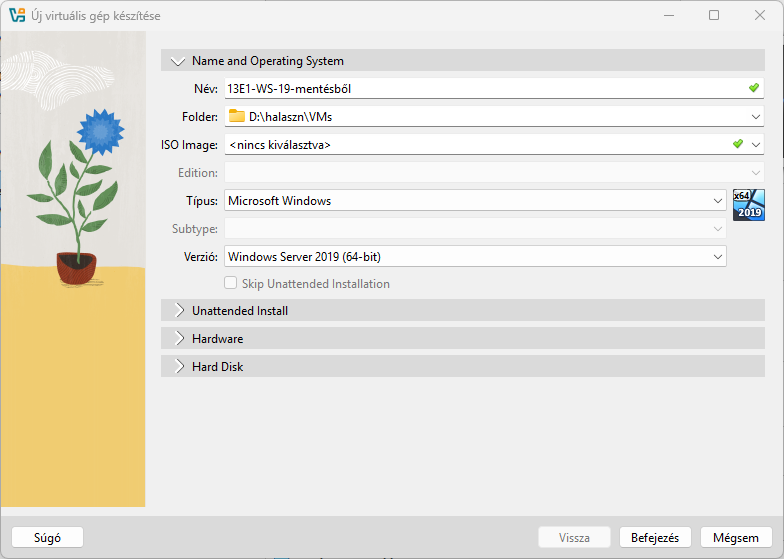 Új virtuális gép készítése
Name and Operating System
Név: 13E1-WS-19-mentésből
Folder: D:\halaszn\VMs
ISO Image: <nincs kiválasztva>
Edition:
Típus: Microsoft Windows
x64
2019
Subtype:
Verzió: Windows Server 2019 (64-bit)
Skip Unattended Installation
Unattended Install
Hardware
Hard Disk
Súgó Vissza Befejezés Mégsem